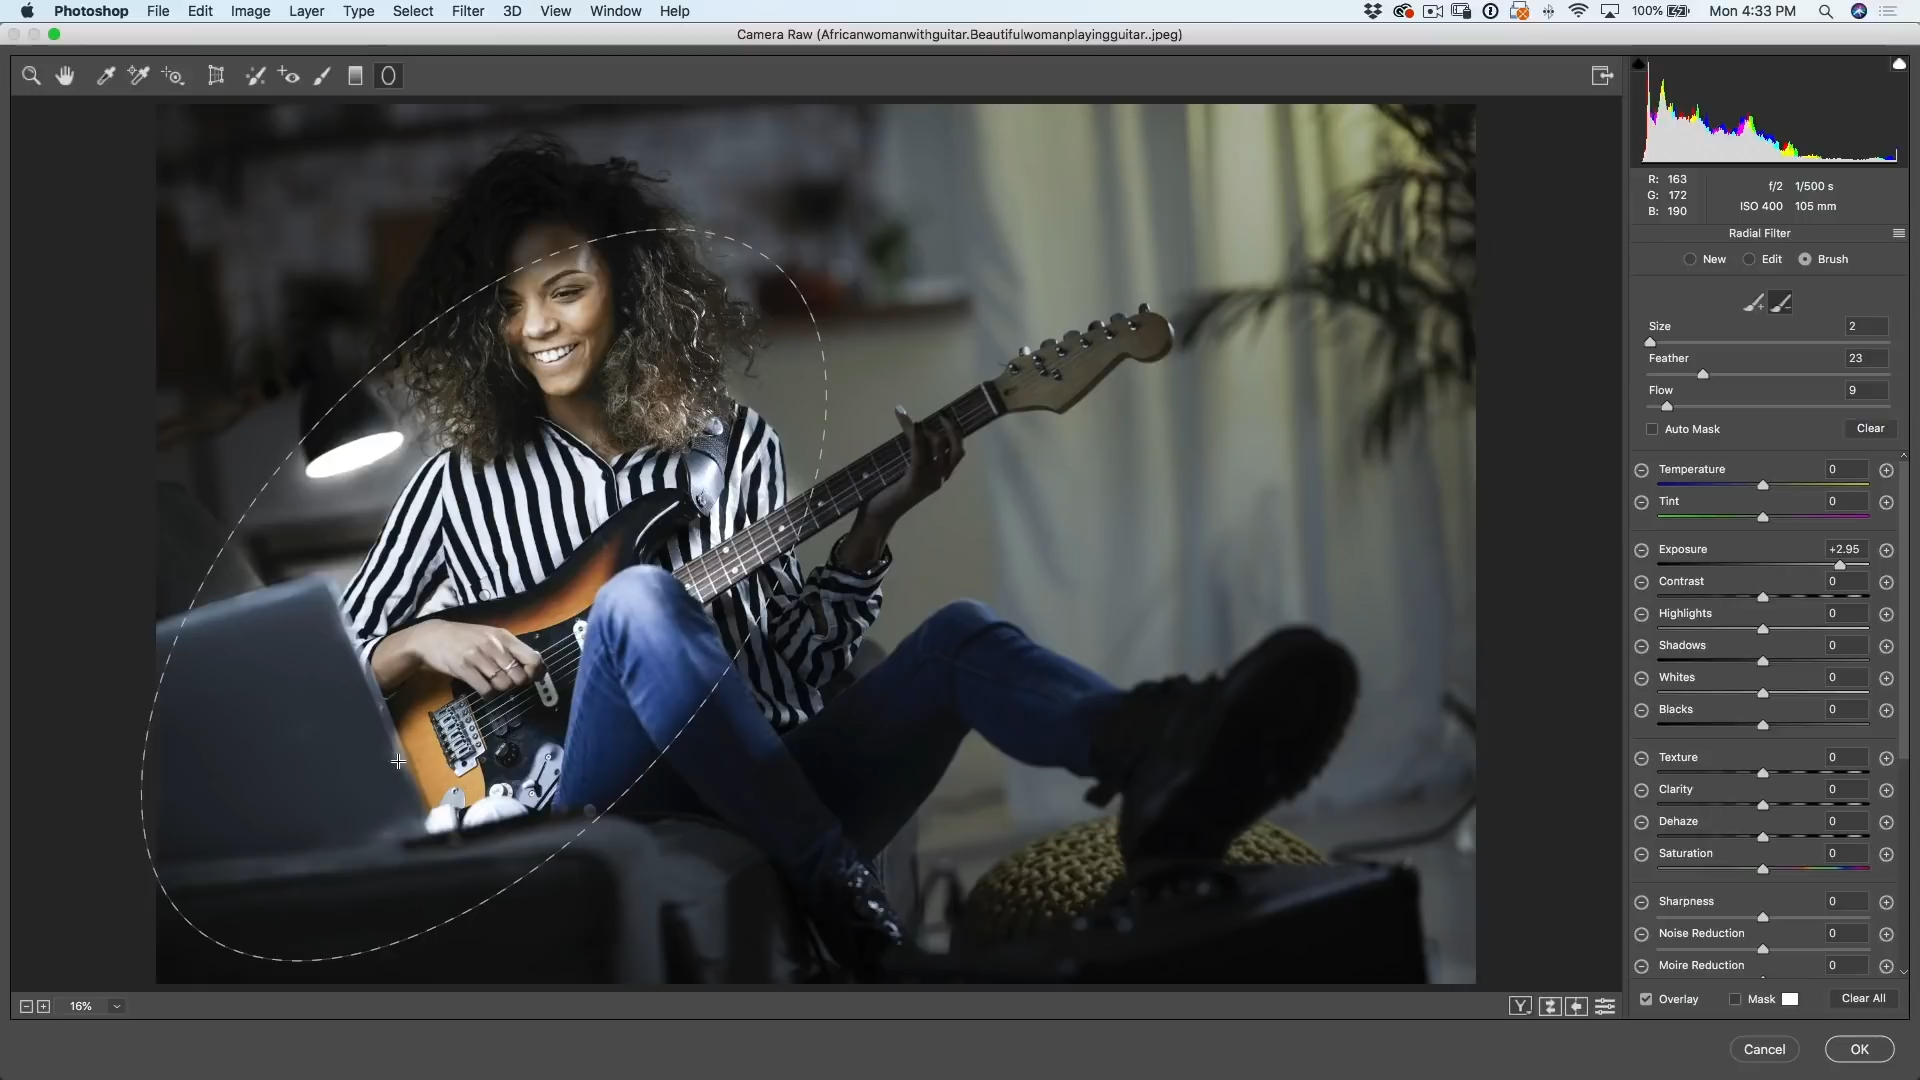 Photoshop File Edit Image Layer Type Select Filter 3D View Window Help 100% Mon 4:33 PM
Camera Raw (Africanwomanwithguitar.Beautifulwomanplayingguitar..jpeg)
R: 163
G: 172
B: 190
f/2 1/500 s
ISO 400 105 mm
Radial Filter
New Edit Brush
Size 2
Feather 23
Flow 9
Auto Mask Clear
Temperature 0
Tint 0
Exposure +2.95
Contrast 0
Highlights 0
Shadows 0
Whites 0
Blacks 0
Texture 0
Clarity 0
Dehaze 0
Saturation 0
Sharpness 0
Noise Reduction 0
Moire Reduction 0
Overlay Mask Clear All
16% Y
Cancel OK